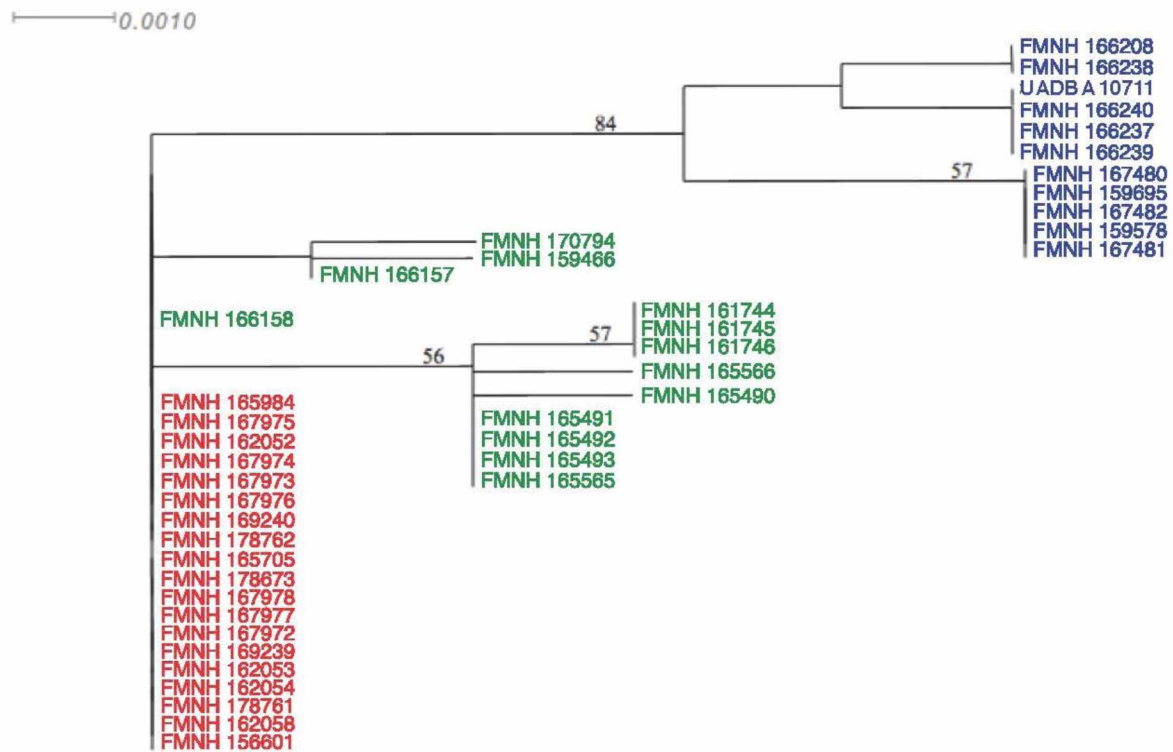 0.0010
FMNH 166208
FMNH 166238
UADBA 10711
84
FMNH 166240
FMNH 166237
FMNH 166239
57
FMNH 167480
FMNH 159695
FMNH 167482
FMNH 159578
FMNH 167481
FMNH 170794
FMNH 159466
FMNH 166157
FMNH 166158
FMNH 161744
FMNH 161745
57
FMNH 161746
56
FMNH 165566
FMNH 165490
FMNH 165491
FMNH 165492
FMNH 165493
FMNH 165565
FMNH 165984
FMNH 167975
FMNH 162052
FMNH 167974
FMNH 167973
FMNH 167976
FMNH 169240
FMNH 178762
FMNH 165705
FMNH 178673
FMNH 167978
FMNH 167977
FMNH 167972
FMNH 169239
FMNH 162053
FMNH 162054
FMNH 178761
FMNH 162058
FMNH 156601